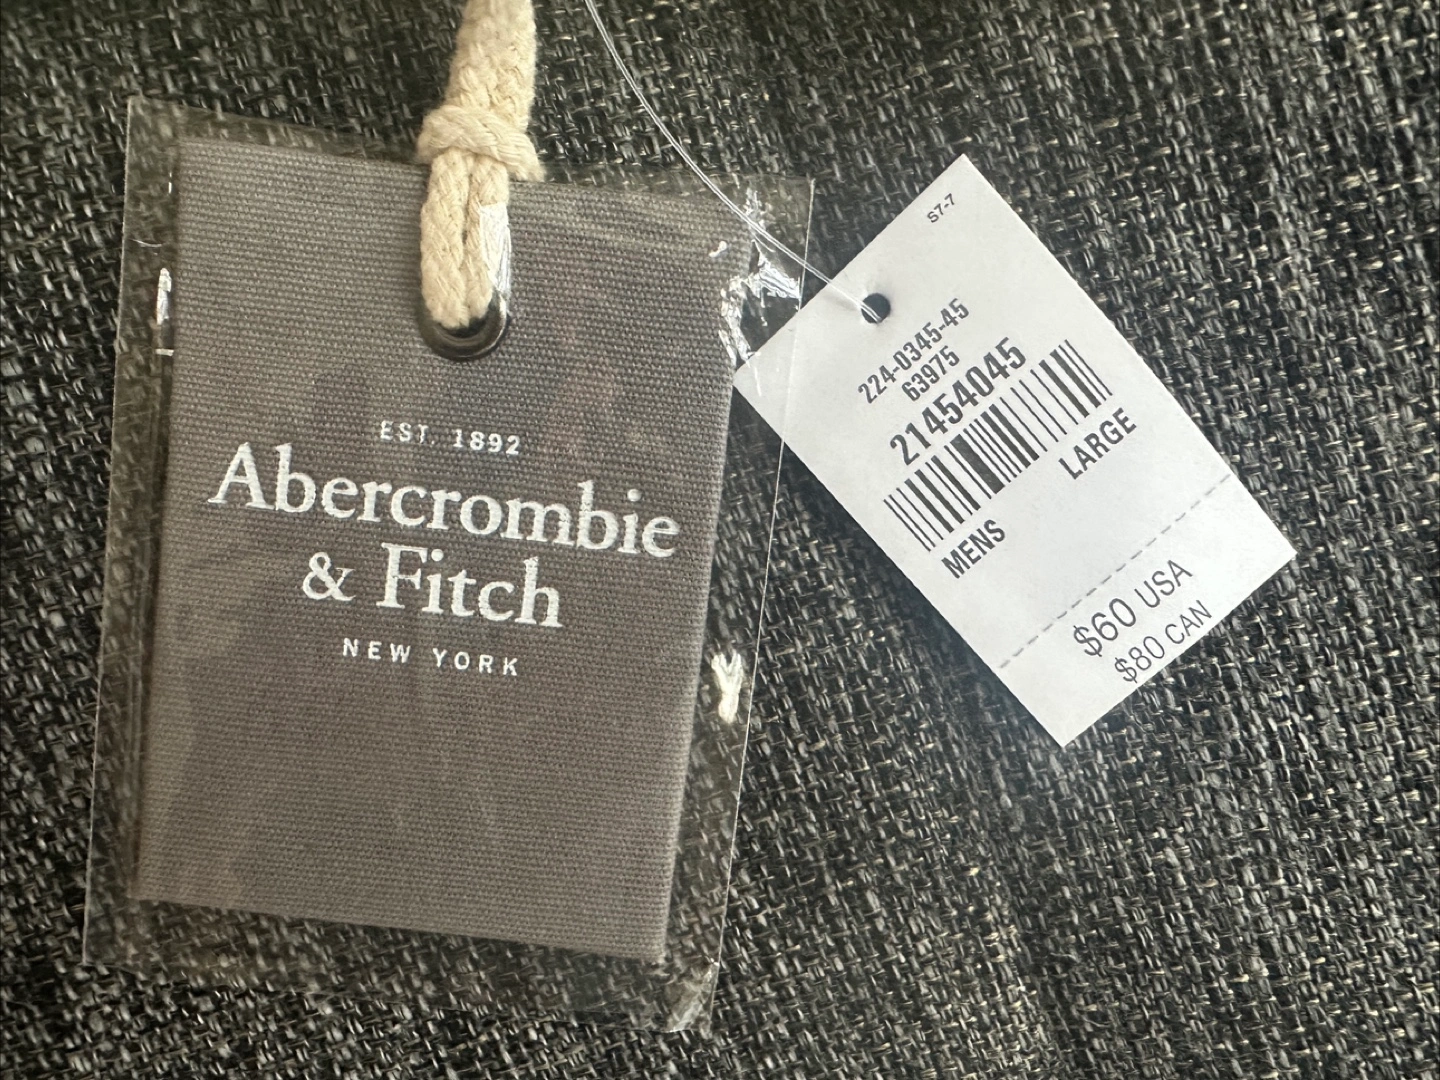 EST. 1892
Abercrombie
& Fitch
NEW YORK
S7-7
224-0345-45
63975
21454045
MENS
LARGE
$60 USA
$80 CAN